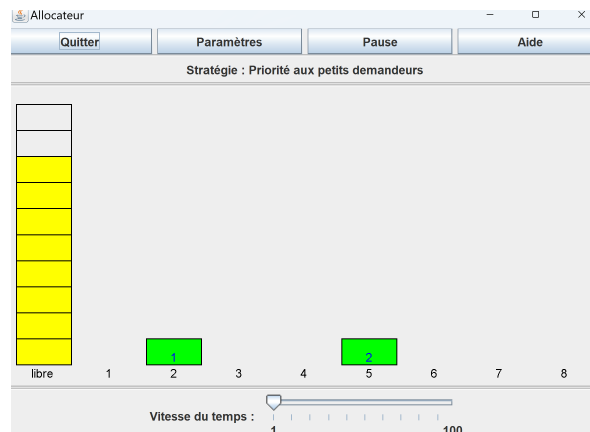 Allocateur
Quitter Paramètres Pause Aide
Stratégie : Priorité aux petits demandeurs
1 2
libre 1 2 3 4 5 6 7 8
Vitesse du temps :
1 100